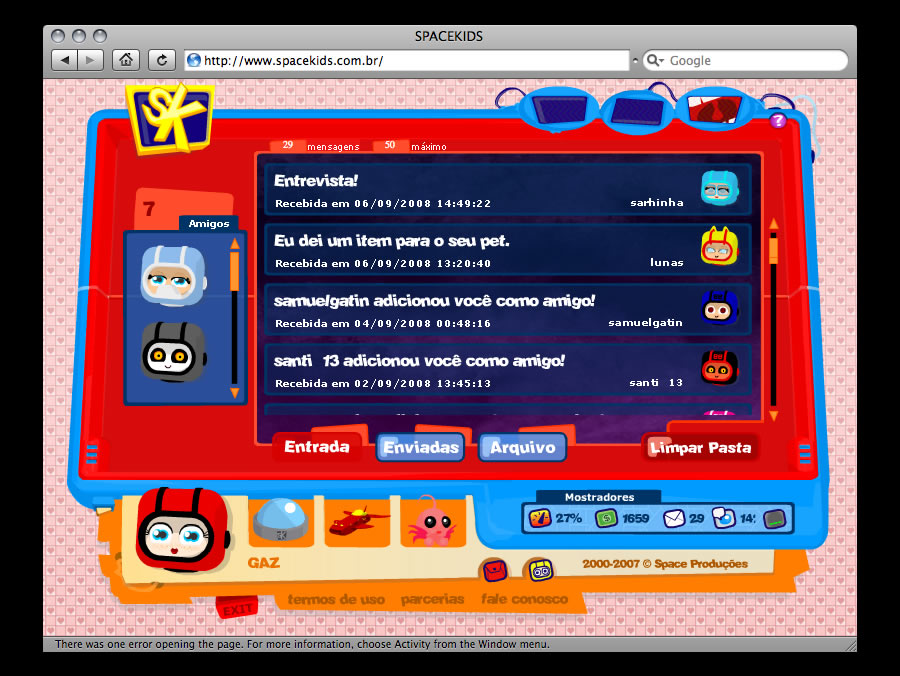 SPACEKIDS
http://www.spacekids.com.br/
Google
SK
?
29 mensagens 50 máximo
Entrevista!
Recebida em 06/09/2008 14:49:22 sarhinha
7
Amigos
Eu dei um item para o seu pet.
Recebida em 06/09/2008 13:20:40 lunas
samuelgatin adicionou você como amigo!
Recebida em 04/09/2008 00:48:16 samuelgatin
santi 13 adicionou você como amigo!
Recebida em 02/09/2008 13:45:13 santi 13
Entrada Enviadas Arquivo Limpar Pasta
Mostradores
27% 1659 29 14:
GAZ
2000-2007 © Space Produções
EXIT termos de uso parcerias fale conosco
There was one error opening the page. For more information, choose Activity from the Window menu.